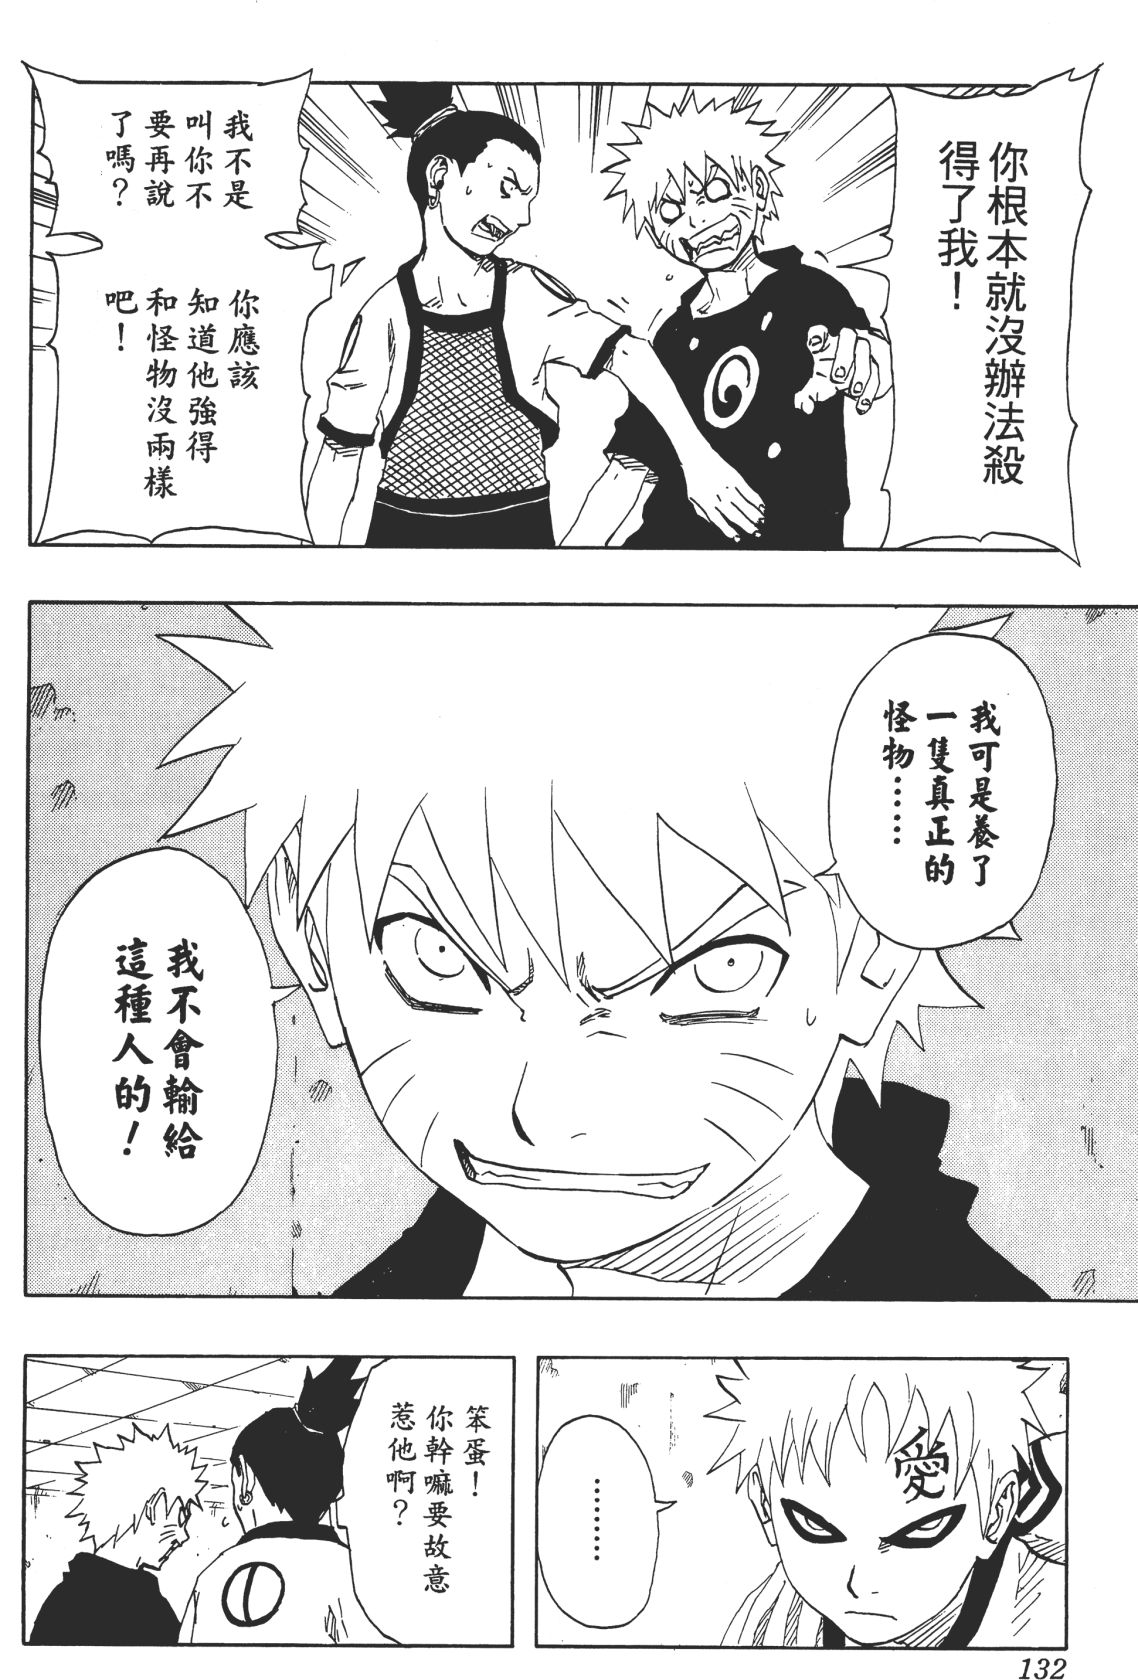 你根本就沒辦法殺
得了我！
我不是
叫你不
要再說
了嗎？
你應該
知道他強得
和怪物沒兩樣
吧！
我可是養了
一隻真正的
怪物……
我不會輸給
這種人的！
愛
………
笨蛋！
你幹嘛要故意
惹他啊？
132